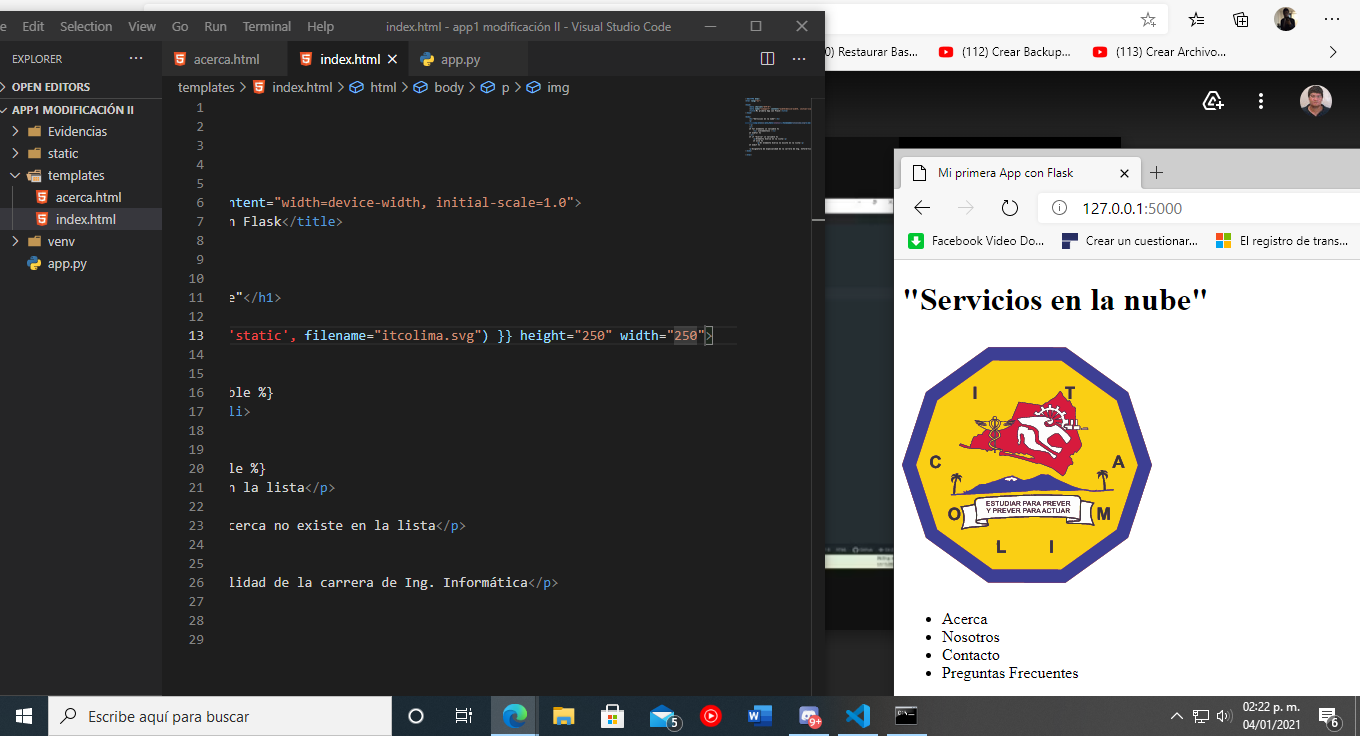 Edit Selection View Go Run Terminal Help index.html - app1 modificación II - Visual Studio Code
EXPLORER
acerca.html index.html app.py
OPEN EDITORS
APP1 MODIFICACIÓN II
Evidencias
static
templates
acerca.html
index.html
venv
app.py
templates > index.html > html > body > p > img
1
2
3
4
5
6 ntent="width=device-width, initial-scale=1.0">
7 n Flask</title>
8
9
10
11 e"</h1>
12
13 'static', filename="itcolima.svg") }} height="250" width="250">
14
15
16 ble %}
17 li>
18
19
20 le %}
21 n la lista</p>
22
23 cerca no existe en la lista</p>
24
25
26 lidad de la carrera de Ing. Informática</p>
27
28
29
0) Restaurar Bas... (112) Crear Backup... (113) Crear Archivo...
Mi primera App con Flask
127.0.0.1:5000
Facebook Video Do... Crear un cuestionar... El registro de trans...
"Servicios en la nube"
I T
C A
O M
L I
ESTUDIAR PARA PREVER
Y PREVER PARA ACTUAR
Acerca
Nosotros
Contacto
Preguntas Frecuentes
Escribe aquí para buscar
5
9+
02:22 p. m.
04/01/2021
6